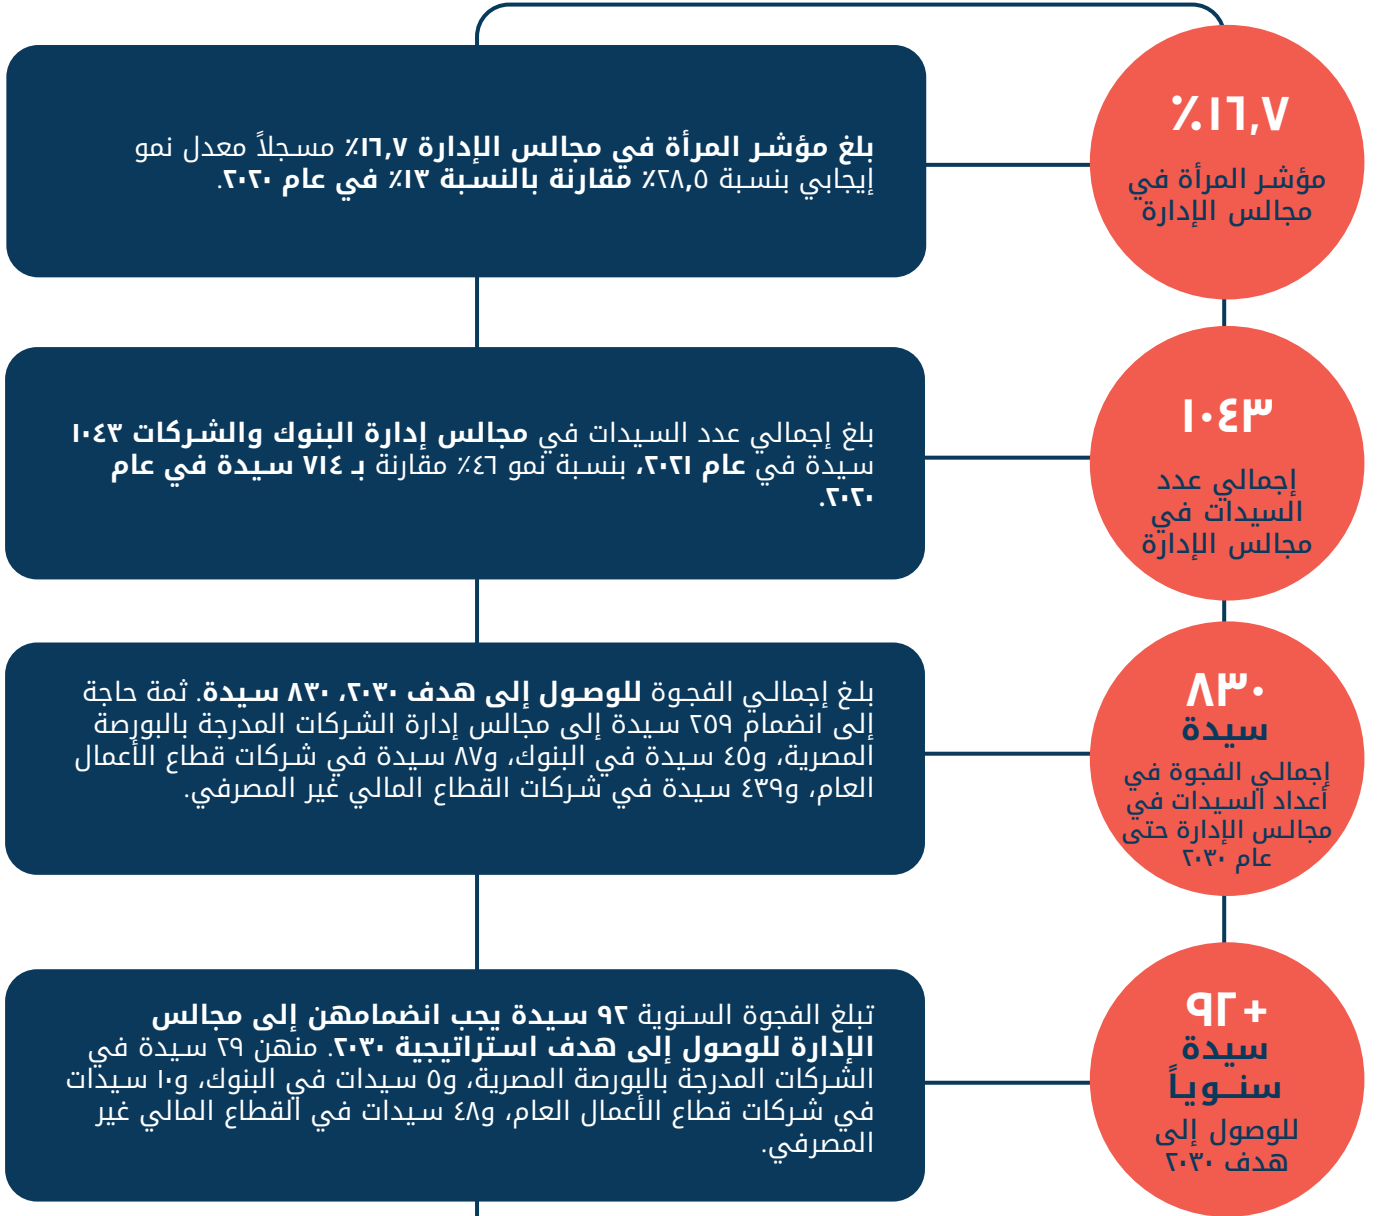 ٪١٦,٧
مؤشر المرأة في
مجالس الإدارة
بلغ مؤشر المرأة في مجالس الإدارة ١٦,٧٪ مسجلاً معدل نمو
إيجابي بنسبة ٢٨,٥٪ مقارنة بالنسبة ١٣٪ في عام ٢٠٢٠.
١٠٤٣
إجمالي عدد
السيدات في
مجالس الإدارة
بلغ إجمالي عدد السيدات في مجالس إدارة البنوك والشركات ١٠٤٣
سيدة في عام ٢٠٢١، بنسبة نمو ٤٦٪ مقارنة بـ ٧١٤ سيدة في عام
٢٠٢٠.
٨٣٠
سيدة
إجمالي الفجوة في
أعداد السيدات في
مجالس الإدارة حتى
عام ٢٠٣٠
بلغ إجمالي الفجوة للوصول إلى هدف ٢٠٣٠، ٨٣٠ سيدة. ثمة حاجة
إلى انضمام ٢٥٩ سيدة إلى مجالس إدارة الشركات المدرجة بالبورصة
المصرية، و٤٥ سيدة في البنوك، و٨٧ سيدة في شركات قطاع الأعمال
العام، و٤٣٩ سيدة في شركات القطاع المالي غير المصرفي.
+٩٢
سيدة
سنــوياً
للوصول إلى
هدف ٢٠٣٠
تبلغ الفجوة السنوية ٩٢ سيدة يجب انضمامهن إلى مجالس
الإدارة للوصول إلى هدف استراتيجية ٢٠٣٠. منهن ٢٩ سيدة في
الشركات المدرجة بالبورصة المصرية، و٥ سيدات في البنوك، و١٠ سيدات
في شركات قطاع الأعمال العام، و٤٨ سيدات في القطاع المالي غير
المصرفي.